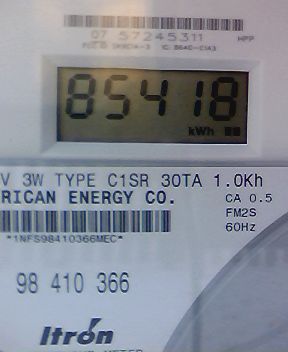 07 57245311 HPP
85418
kWh
V 3W TYPE C1SR 30TA 1.0Kh
RICAN ENERGY CO. CA 0.5
FM2S
60Hz
*1NFS98410366MEC*
98 410 366
Itron